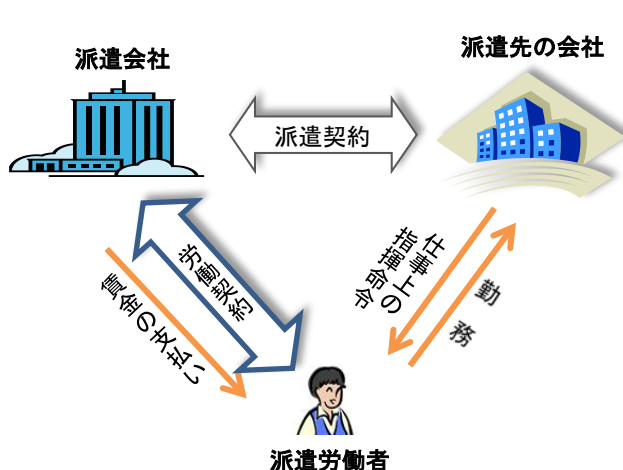 派遣会社
派遣先の会社
派遣契約
労働契約
賃金の支払い
仕事上の
指揮命令
勤務
派遣労働者